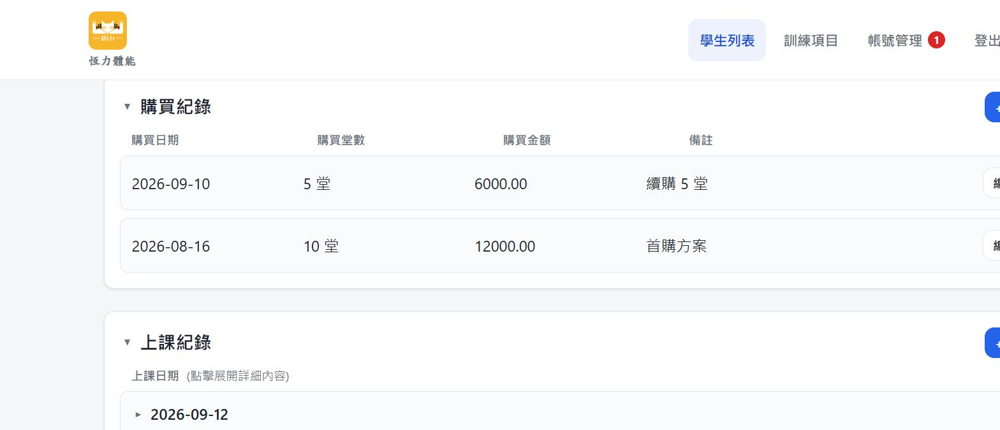 恆力體能
學生列表 訓練項目 帳號管理 1 登出
▼ 購買紀錄 +
購買日期 購買堂數 購買金額 備註
2026-09-10 5 堂 6000.00 續購 5 堂
2026-08-16 10 堂 12000.00 首購方案
▼ 上課紀錄 +
上課日期 (點擊展開詳細內容)
▸ 2026-09-12